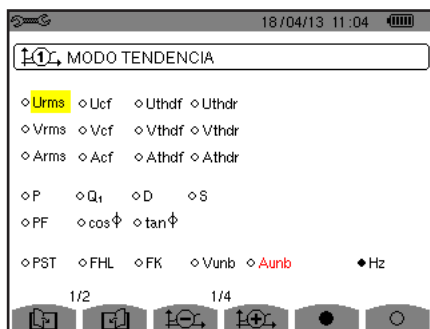 18/04/13 11:04
1 MODO TENDENCIA
Urms Ucf Uthdf Uthdr
Vrms Vcf Vthdf Vthdr
Arms Acf Athdf Athdr
P Q₁ D S
PF cosΦ tanΦ
PST FHL FK Vunb Aunb Hz
1/2 1/4